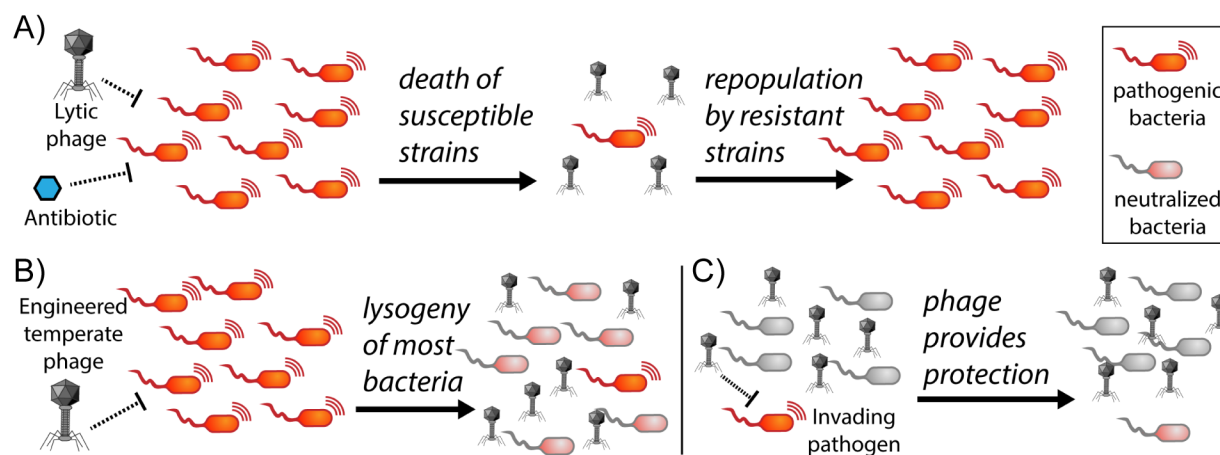 A)
Lytic
phage
Antibiotic
death of
susceptible
strains
repopulation
by resistant
strains
pathogenic
bacteria
neutralized
bacteria
B)
Engineered
temperate
phage
lysogeny
of most
bacteria
C)
Invading
pathogen
phage
provides
protection